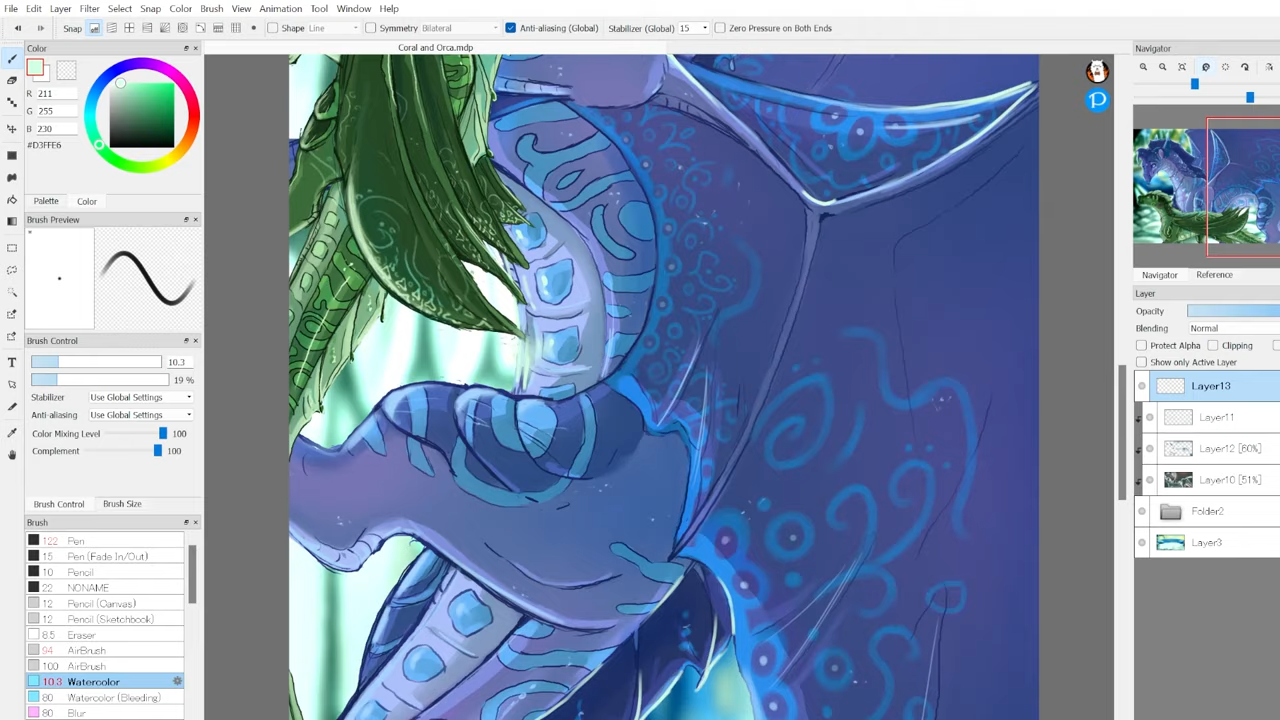 File Edit Layer Filter Select Snap Color Brush View Animation Tool Window Help
Snap Shape Line Symmetry Bilateral Anti-aliasing (Global) Stabilizer (Global) 15 Zero Pressure on Both Ends
Color
Coral and Orca.mdp
Navigator
R 211
G 255
B 230
#D3FFE6
Palette Color
Brush Preview
Navigator Reference
Layer
Opacity
Blending Normal
Protect Alpha Clipping
Show only Active Layer
Layer13
Layer11
Layer12 [60%]
Layer10 [51%]
Folder2
Layer3
Brush Control
10.3
19 %
Stabilizer Use Global Settings
Anti-aliasing Use Global Settings
Color Mixing Level 100
Complement 100
Brush Control Brush Size
Brush
122 Pen
15 Pen (Fade In/Out)
10 Pencil
22 NONAME
12 Pencil (Canvas)
12 Pencil (Sketchbook)
8.5 Eraser
94 AirBrush
100 AirBrush
10.3 Watercolor
80 Watercolor (Bleeding)
80 Blur